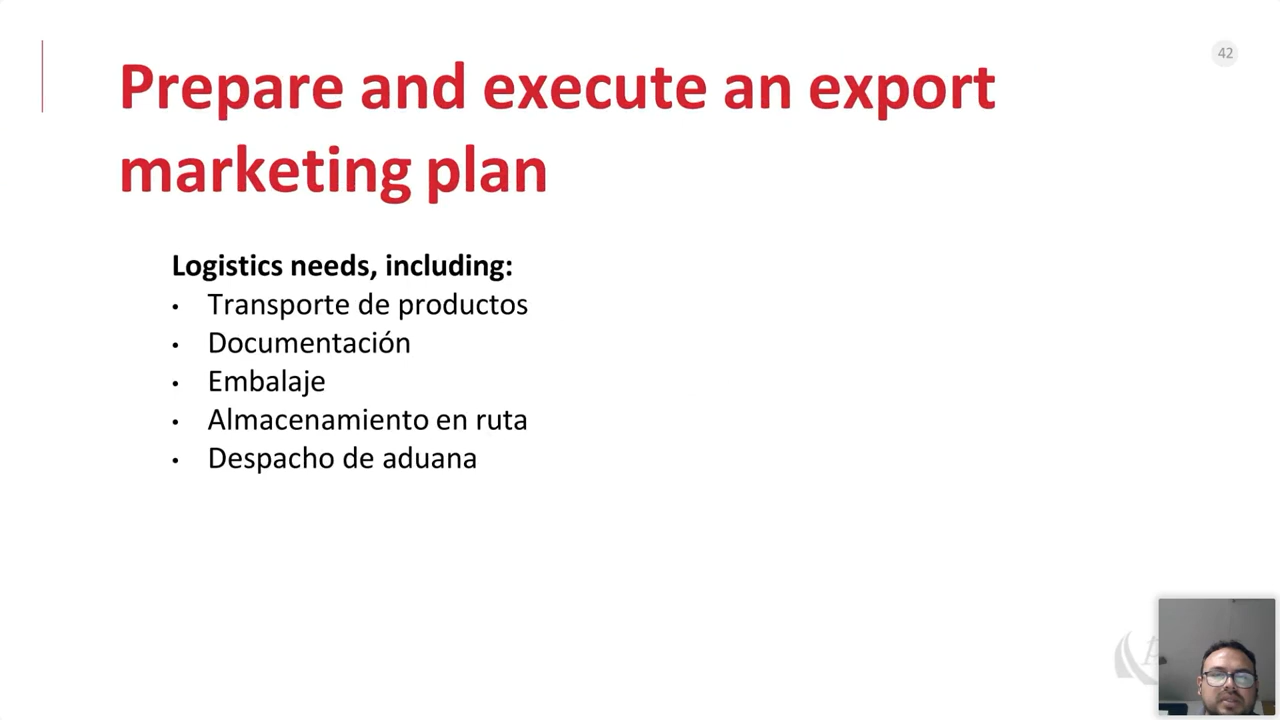 42
Prepare and execute an export
marketing plan
Logistics needs, including:
• Transporte de productos
• Documentación
• Embalaje
• Almacenamiento en ruta
• Despacho de aduana